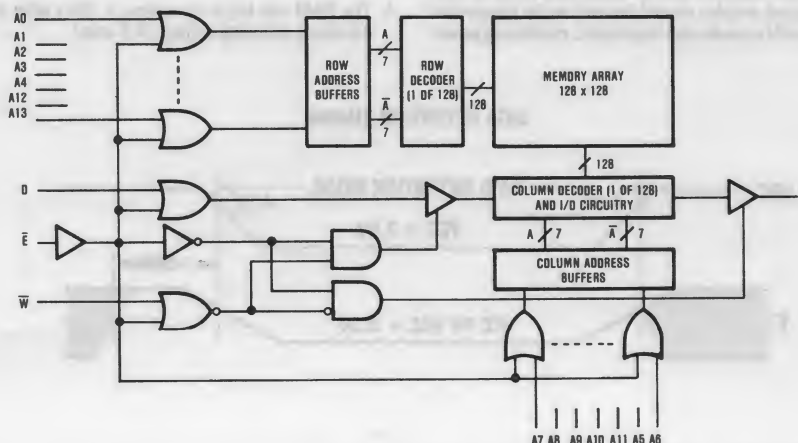 A0
A1
A2
A3
A4
A12
A13
ROW
ADDRESS
BUFFERS
A
7
A̅
7
ROW
DECODER
(1 OF 128)
128
MEMORY ARRAY
128 x 128
128
D
COLUMN DECODER (1 OF 128)
AND I/O CIRCUITRY
A
7
A̅
7
E̅
COLUMN ADDRESS
BUFFERS
W̅
A7 A8 A9 A10 A11 A5 A6